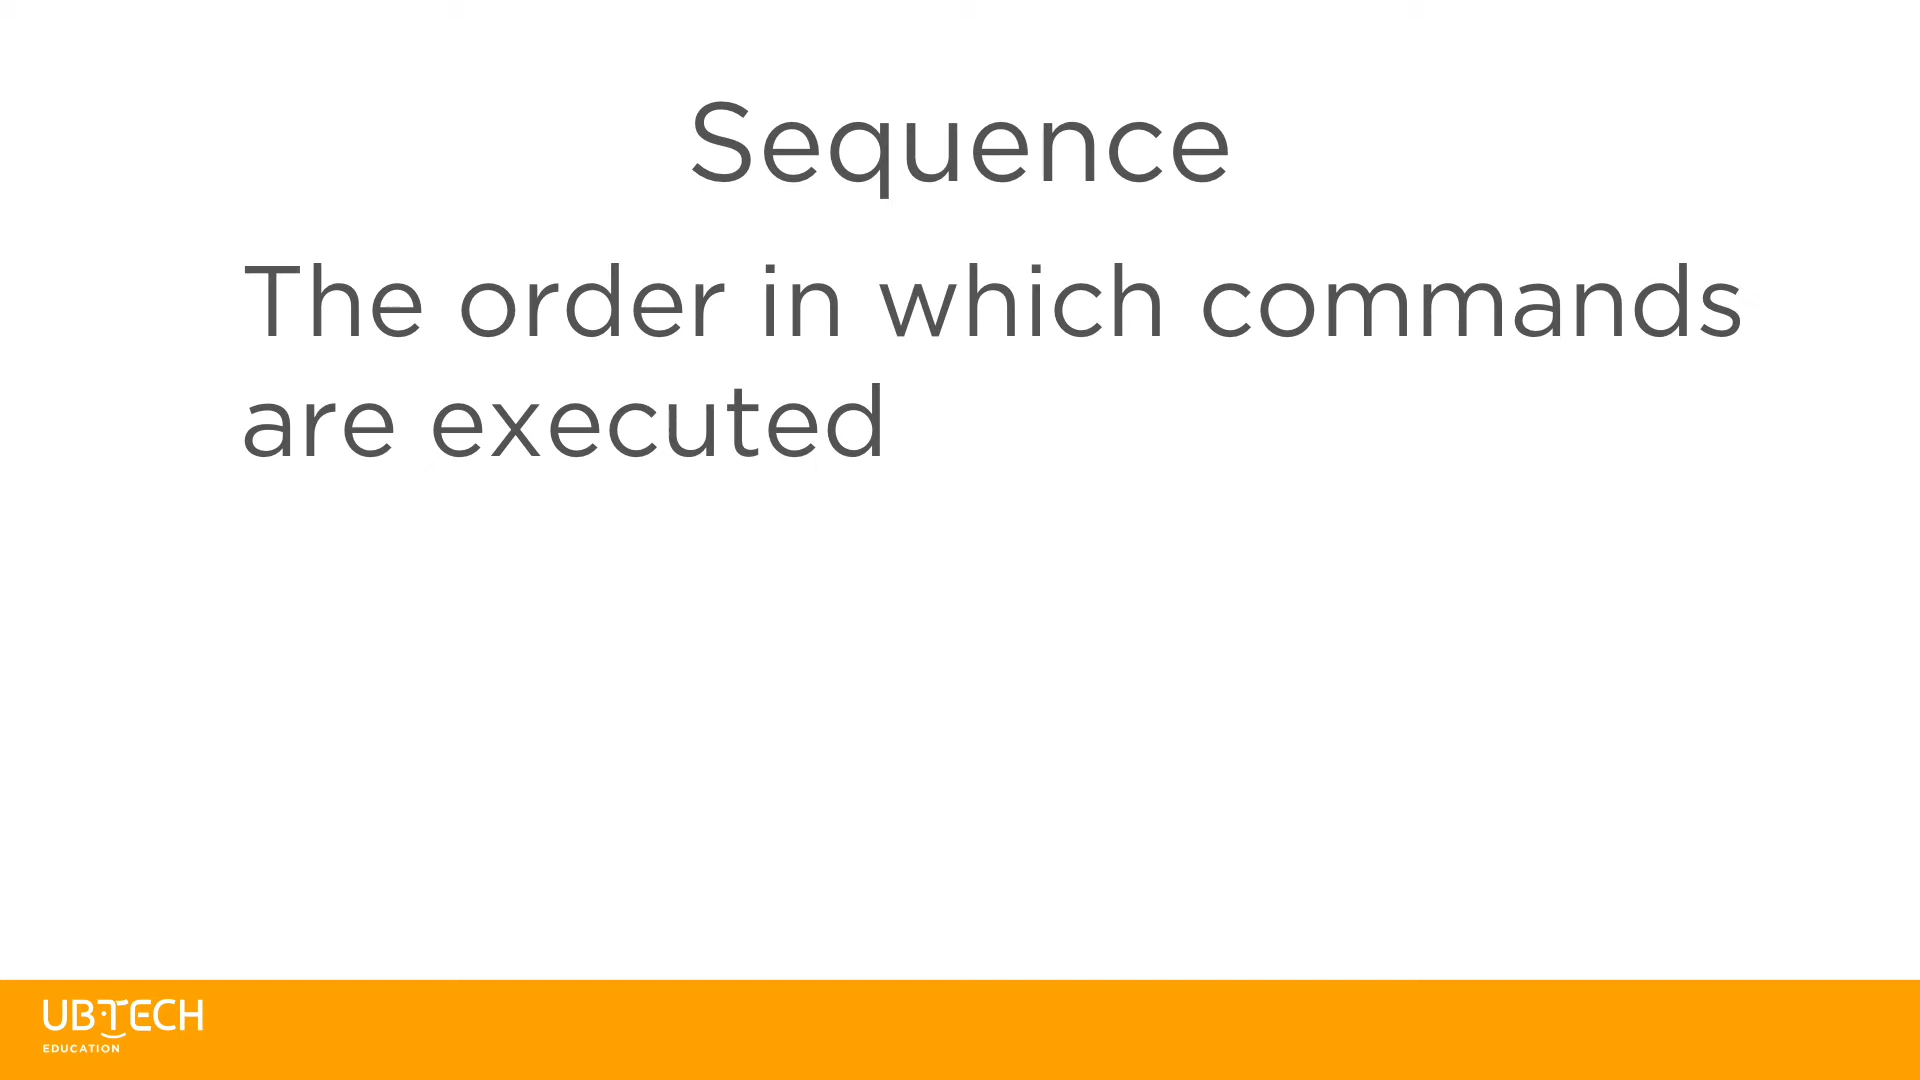 Sequence
The order in which commands
are executed
UBTECH
EDUCATION